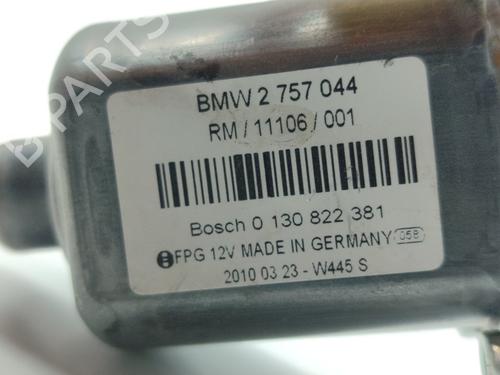 B-PARTS
BMW 2 757 044
RM / 11106 / 001
Bosch 0 130 822 381
FPG 12V MADE IN GERMANY 058
2010 03 23 - W445 S